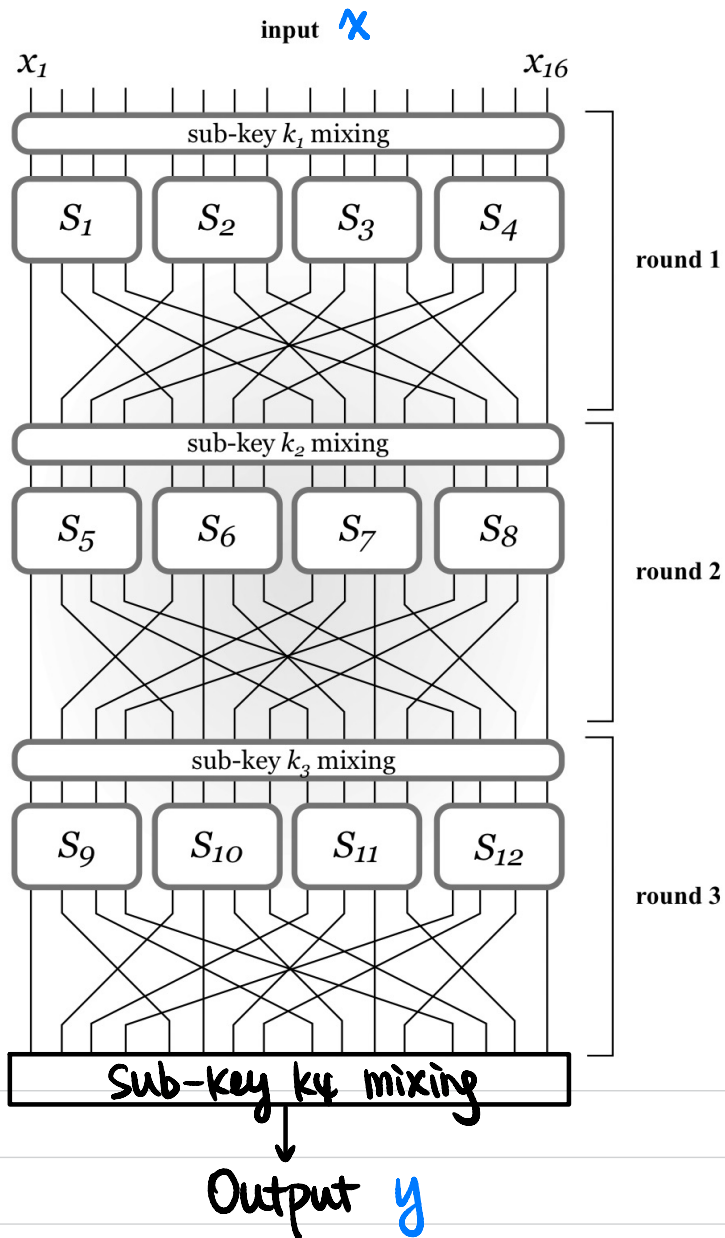 input x
x1 x16
sub-key k1 mixing
S1 S2 S3 S4
round 1
sub-key k2 mixing
S5 S6 S7 S8
round 2
sub-key k3 mixing
S9 S10 S11 S12
round 3
Sub-key k4 mixing
Output y